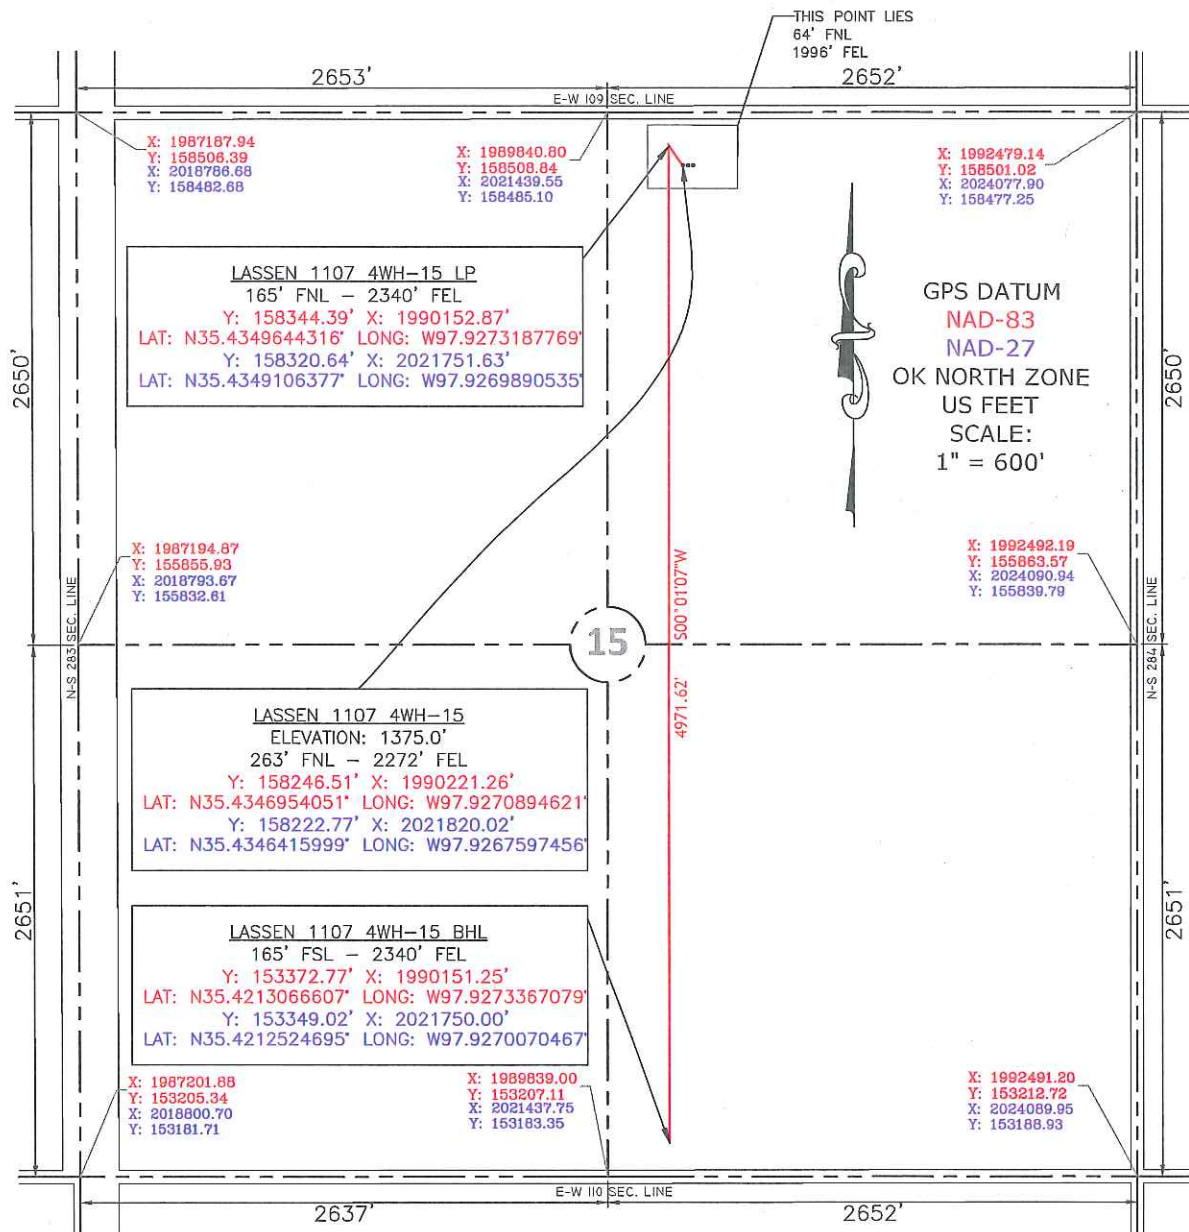 THIS POINT LIES
64' FNL
1996' FEL
2653'
2652'
E-W 109 SEC. LINE
X: 1987187.94
Y: 158506.39
X: 2018786.68
Y: 158482.68
X: 1989840.80
Y: 158508.84
X: 2021439.55
Y: 158485.10
X: 1992479.14
Y: 158501.02
X: 2024077.90
Y: 158477.25
LASSEN 1107 4WH-15 LP
165' FNL - 2340' FEL
Y: 158344.39' X: 1990152.87'
LAT: N35.4349644316° LONG: W97.9273187769°
Y: 158320.64' X: 2021751.63'
LAT: N35.4349106377° LONG: W97.9269890535°
GPS DATUM
NAD-83
NAD-27
OK NORTH ZONE
US FEET
SCALE:
1" = 600'
2650'
2650'
X: 1987194.87
Y: 155855.93
X: 2018793.67
Y: 155832.61
X: 1992492.19
Y: 155863.57
X: 2024090.94
Y: 155839.79
S00°01'07"W
4971.62'
15
N-S 283 SEC. LINE
N-S 284 SEC. LINE
LASSEN 1107 4WH-15
ELEVATION: 1375.0'
263' FNL - 2272' FEL
Y: 158246.51' X: 1990221.26'
LAT: N35.4346954051° LONG: W97.9270894621°
Y: 158222.77' X: 2021820.02'
LAT: N35.4346415999° LONG: W97.9267597456°
2651'
2651'
LASSEN 1107 4WH-15 BHL
165' FSL - 2340' FEL
Y: 153372.77' X: 1990151.25'
LAT: N35.4213066607° LONG: W97.9273367079°
Y: 153349.02' X: 2021750.00'
LAT: N35.4212524695° LONG: W97.9270070467°
X: 1987201.88
Y: 153205.34
X: 2018800.70
Y: 153181.71
X: 1989839.00
Y: 153207.11
X: 2021437.75
Y: 153183.35
X: 1992491.20
Y: 153212.72
X: 2024089.95
Y: 153188.93
E-W 110 SEC. LINE
2637'
2652'